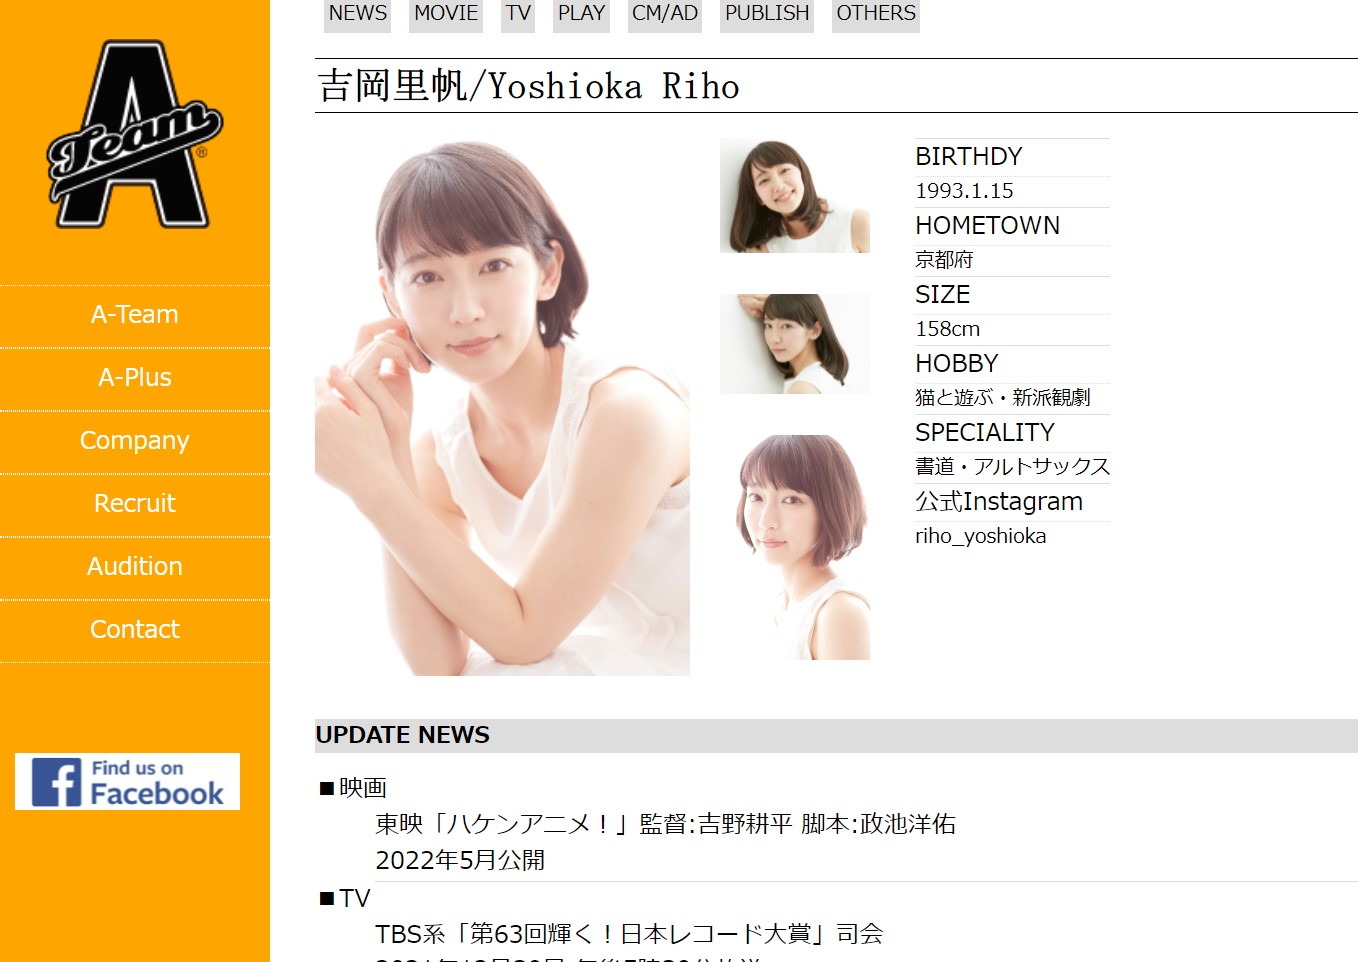 NEWS MOVIE TV PLAY CM/AD PUBLISH OTHERS
A Team ®
A-Team
A-Plus
Company
Recruit
Audition
Contact
Find us on
Facebook
吉岡里帆/Yoshioka Riho
BIRTHDY
1993.1.15
HOMETOWN
京都府
SIZE
158cm
HOBBY
猫と遊ぶ・新派観劇
SPECIALITY
書道・アルトサックス
公式Instagram
riho_yoshioka
UPDATE NEWS
■映画
東映「ハケンアニメ！」監督:吉野耕平 脚本:政池洋佑
2022年5月公開
■TV
TBS系「第63回輝く！日本レコード大賞」司会